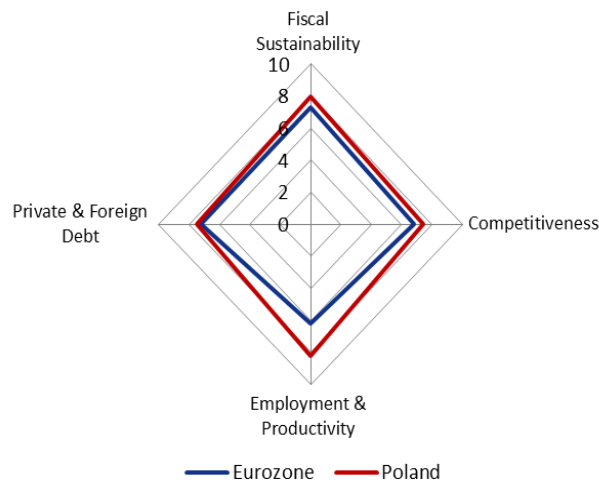 Fiscal
Sustainability
10
8
6
4
2
0
Private & Foreign
Debt
Competitiveness
Employment &
Productivity
Eurozone Poland